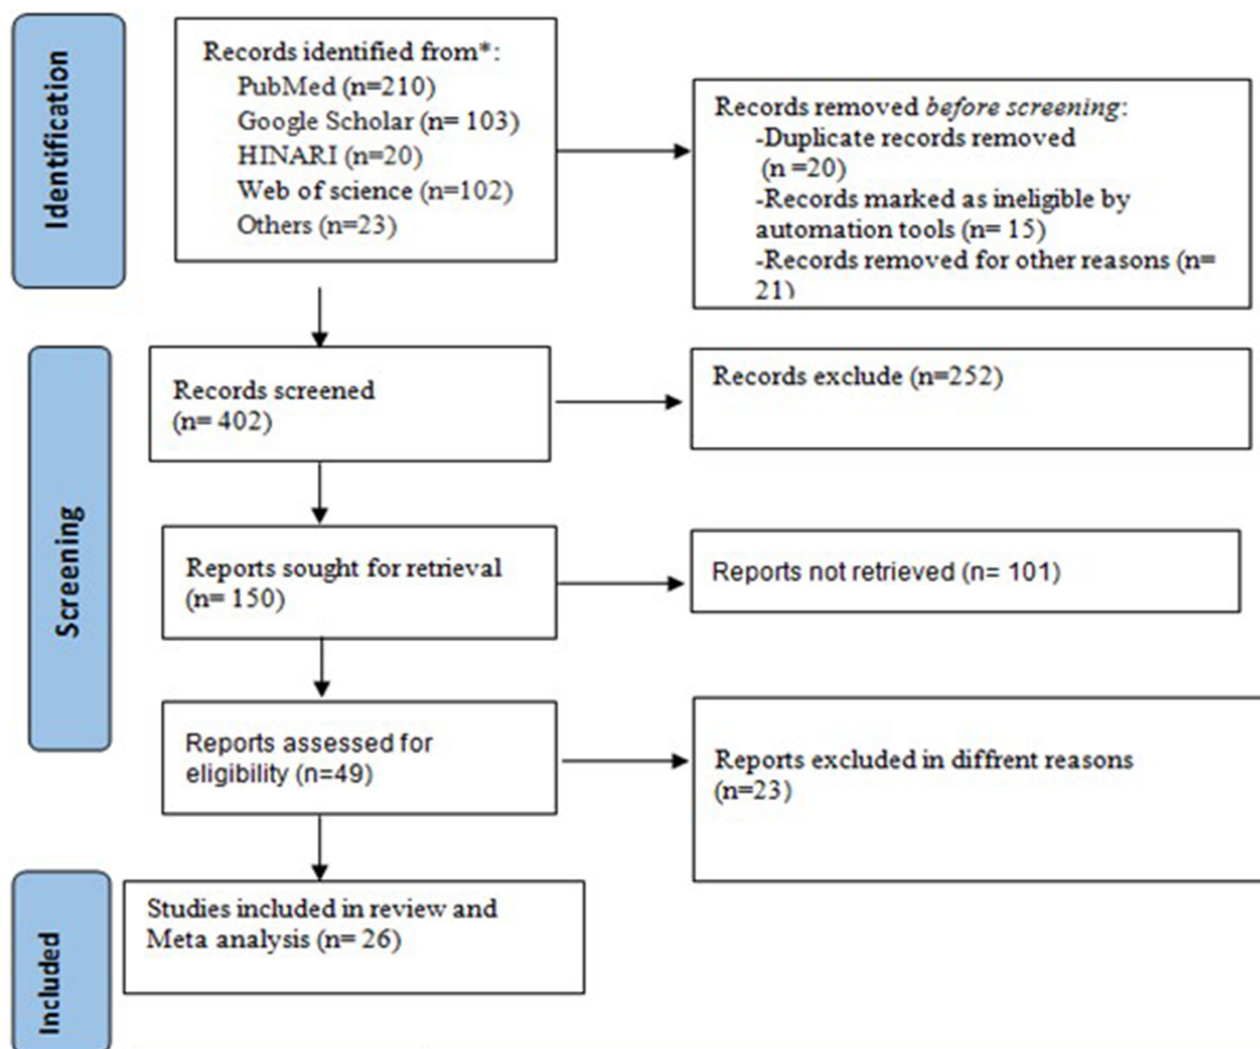 Identification
Records identified from*:
PubMed (n=210)
Google Scholar (n= 103)
HINARI (n=20)
Web of science (n=102)
Others (n=23)
Records removed before screening:
-Duplicate records removed
(n =20)
-Records marked as ineligible by
automation tools (n= 15)
-Records removed for other reasons (n=
21)
Screening
Records screened
(n= 402)
Records exclude (n=252)
Reports sought for retrieval
(n= 150)
Reports not retrieved (n= 101)
Reports assessed for
eligibility (n=49)
Reports excluded in diffrent reasons
(n=23)
Included
Studies included in review and
Meta analysis (n= 26)